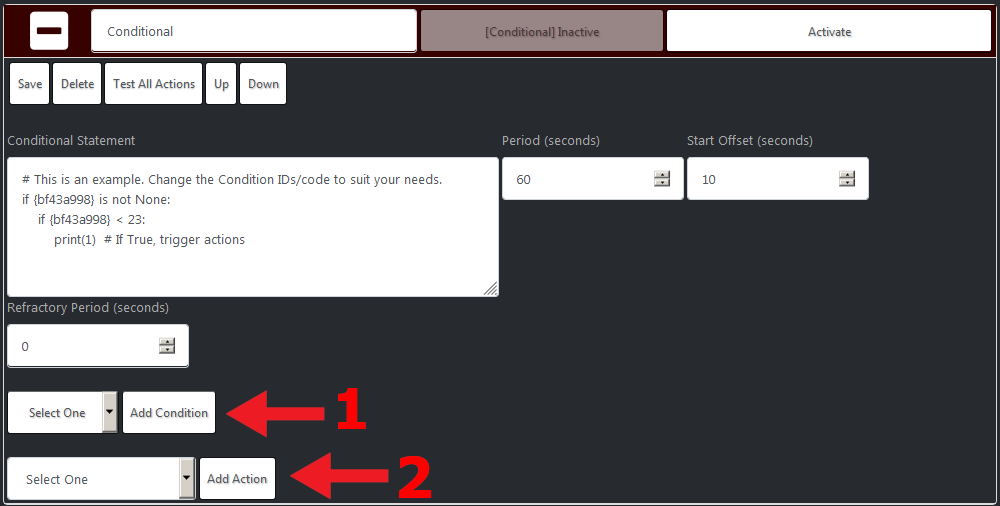 Conditional
[Conditional] Inactive
Activate
Save
Delete
Test All Actions
Up
Down
Conditional Statement
Period (seconds)
Start Offset (seconds)
# This is an example. Change the Condition IDs/code to suit your needs.
if {bf43a998} is not None:
    if {bf43a998} < 23:
        print(1)  # If True, trigger actions
60
10
Refractory Period (seconds)
0
Select One
Add Condition
1
Select One
Add Action
2